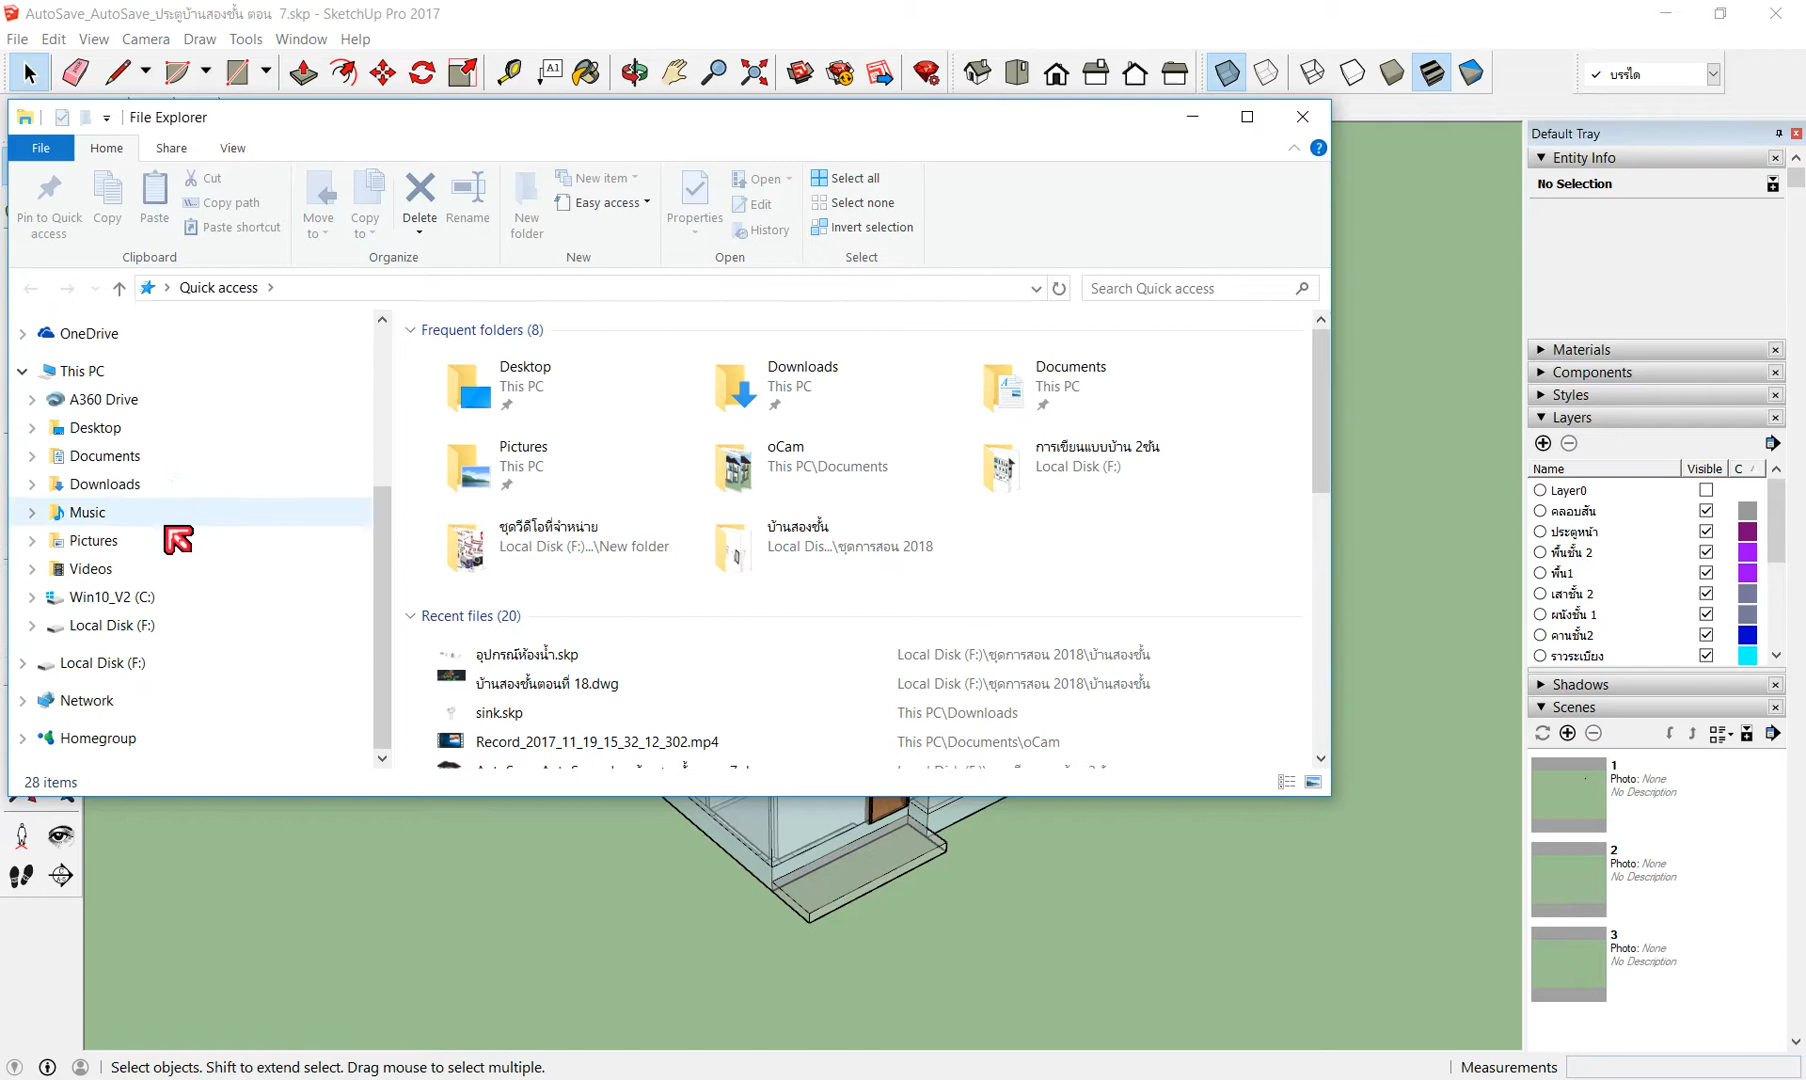 AutoSave_AutoSave_ประตูบ้านสองชั้น ตอน  7.skp - SketchUp Pro 2017
File Edit View Camera Draw Tools Window Help
A1
บรรได
File Explorer
File Home Share View
Pin to Quick access
Copy
Paste
Cut
Copy path
Paste shortcut
Clipboard
Move to
Copy to
Delete
Rename
Organize
New folder
New item
Easy access
New
Properties
Open
Edit
History
Open
Select all
Select none
Invert selection
Select
Quick access
Search Quick access
OneDrive
This PC
A360 Drive
Desktop
Documents
Downloads
Music
Pictures
Videos
Win10_V2 (C:)
Local Disk (F:)
Local Disk (F:)
Network
Homegroup
Frequent folders (8)
Desktop
This PC
Downloads
This PC
Documents
This PC
Pictures
This PC
oCam
This PC\Documents
การเขียนแบบบ้าน 2ชั้น
Local Disk (F:)
ชุดวีดีโอที่จำหน่าย
Local Disk (F:)...\New folder
บ้านสองชั้น
Local Dis...\ชุดการสอน 2018
Recent files (20)
อุปกรณ์ห้องน้ำ.skp Local Disk (F:)\ชุดการสอน 2018\บ้านสองชั้น
บ้านสองชั้นตอนที่ 18.dwg Local Disk (F:)\ชุดการสอน 2018\บ้านสองชั้น
sink.skp This PC\Downloads
Record_2017_11_19_15_32_12_302.mp4 This PC\Documents\oCam
28 items
Default Tray
Entity Info
No Selection
Materials
Components
Styles
Layers
Name Visible C
Layer0
คลอบสัน
ประตูหน้า
พื้นชั้น 2
พื้น1
เสาชั้น 2
ผนังชั้น 1
คานชั้น2
ราวระเบียง
Shadows
Scenes
1
Photo: None
No Description
2
Photo: None
No Description
3
Photo: None
No Description
Select objects. Shift to extend select. Drag mouse to select multiple.
Measurements